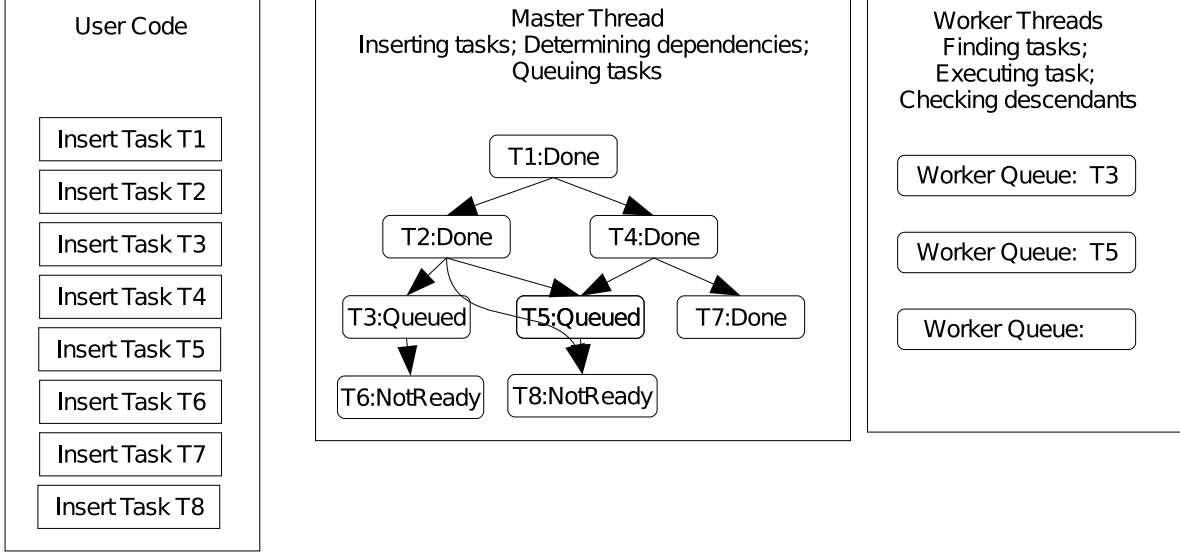 User Code
Insert Task T1
Insert Task T2
Insert Task T3
Insert Task T4
Insert Task T5
Insert Task T6
Insert Task T7
Insert Task T8
Master Thread
Inserting tasks; Determining dependencies;
Queuing tasks
T1:Done
T2:Done
T4:Done
T3:Queued
T5:Queued
T7:Done
T6:NotReady
T8:NotReady
Worker Threads
Finding tasks;
Executing task;
Checking descendants
Worker Queue: T3
Worker Queue: T5
Worker Queue: